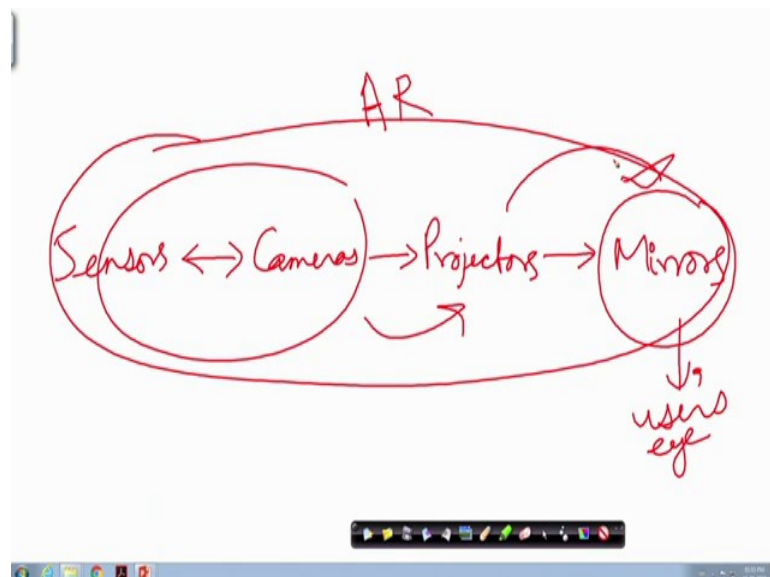 AR
Sensors ↔ Cameras → Projectors → Mirrors
users
eye